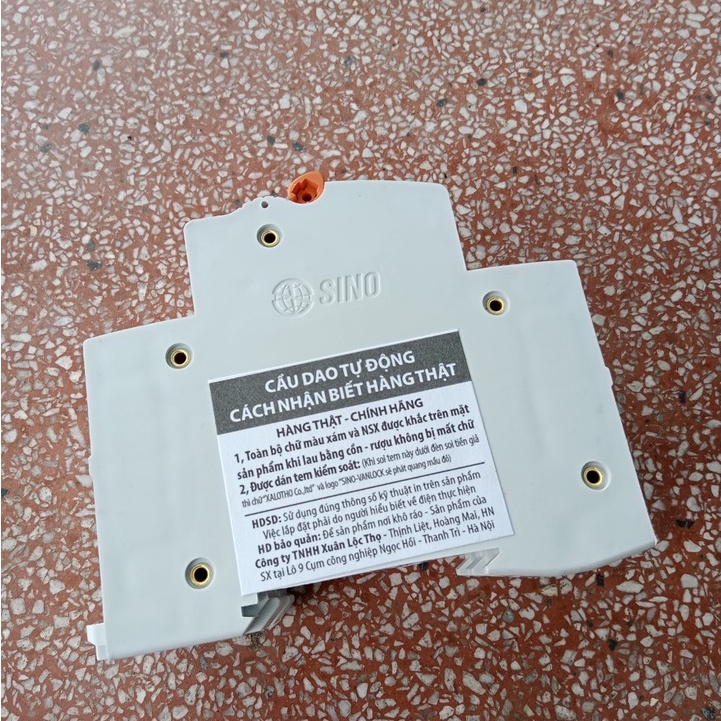 SINO
CẦU DAO TỰ ĐỘNG
CÁCH NHẬN BIẾT HÀNG THẬT
HÀNG THẬT - CHÍNH HÃNG
1, Toàn bộ chữ màu xám và NSX được khắc trên mặt
sản phẩm khi lau bằng cồn - rượu không bị mất chữ
2, Được dán tem kiểm soát: (Khi soi tem này dưới đèn soi tiền giả
thì chữ "XALOTHO Co.,ltd" và logo "SINO-VANLOCK sẽ phát quang mầu đỏ)
HDSD: Sử dụng đúng thông số kỹ thuật in trên sản phẩm
Việc lắp đặt phải do người hiểu biết về điện thực hiện
HD bảo quản: Để sản phẩm nơi khô ráo - Sản phẩm của
Công ty TNHH Xuân Lộc Thọ - Thịnh Liệt, Hoàng Mai, HN
SX tại Lô 9 Cụm công nghiệp Ngọc Hồi - Thanh Trì - Hà Nội